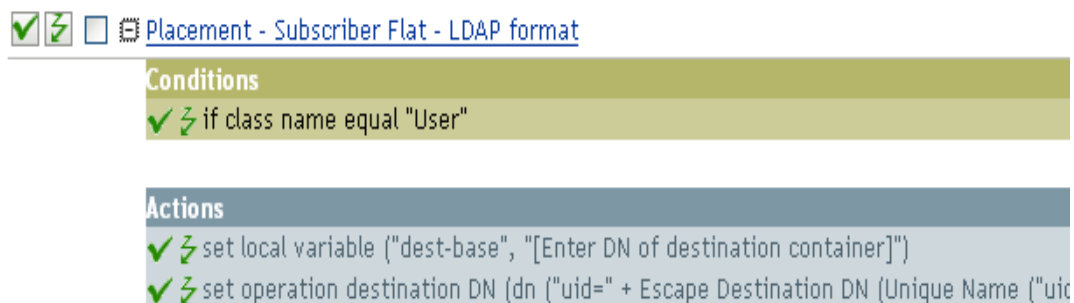 Placement - Subscriber Flat - LDAP format
Conditions
if class name equal "User"
Actions
set local variable ("dest-base", "[Enter DN of destination container]")
set operation destination DN (dn ("uid=" + Escape Destination DN (Unique Name ("uid